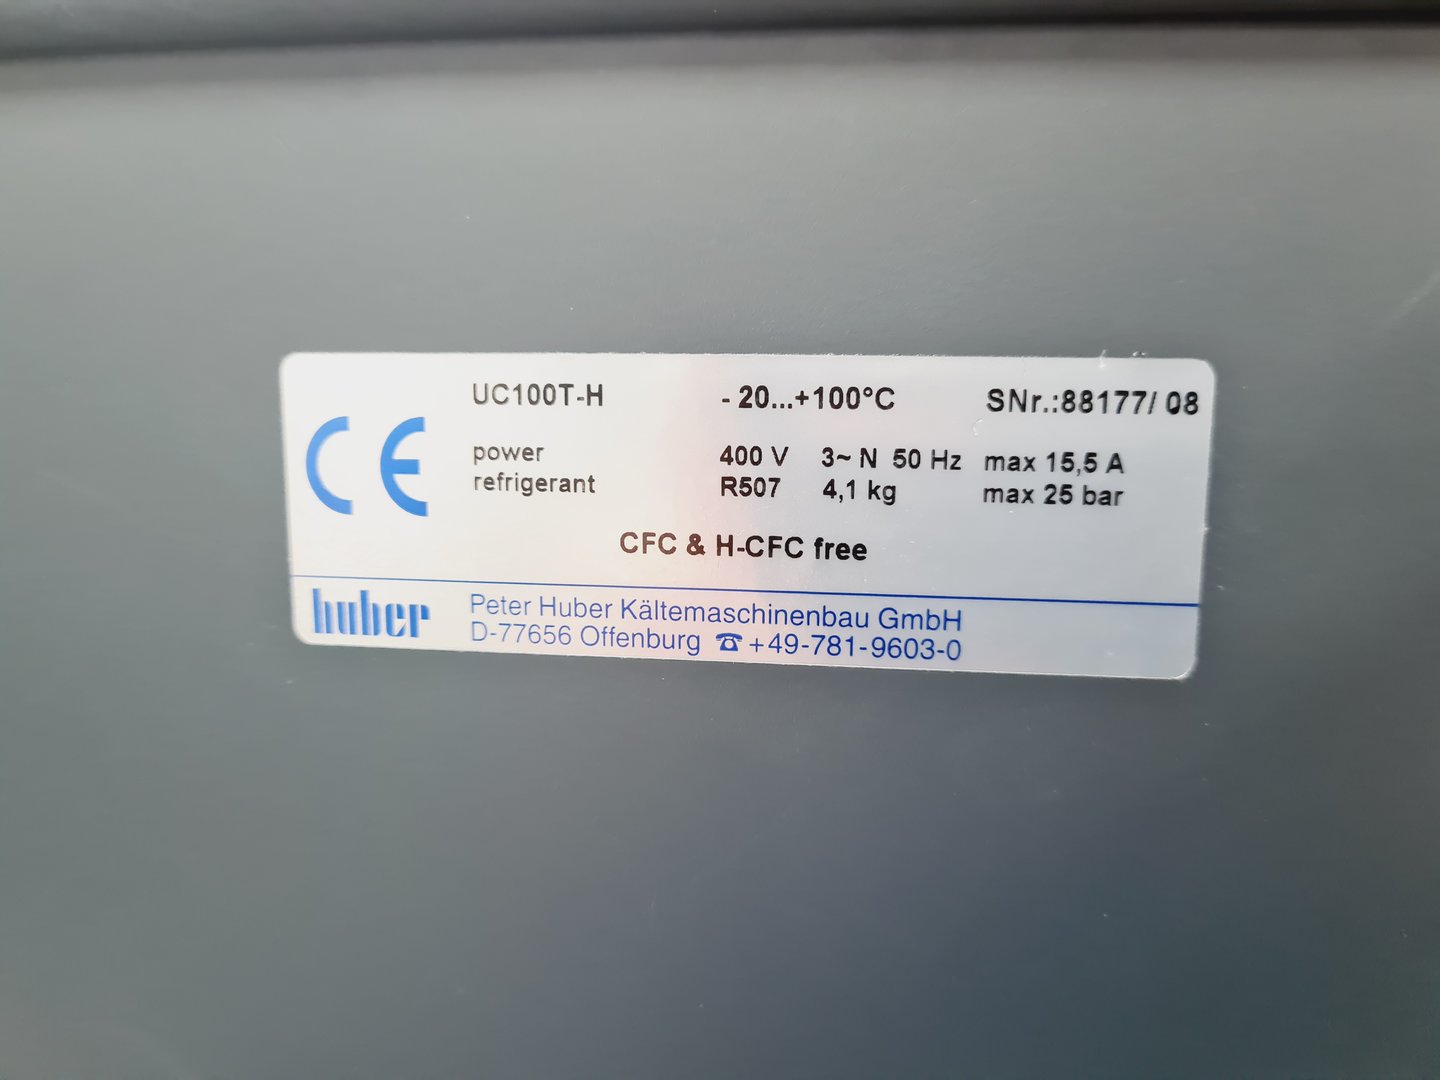 UC100T-H - 20...+100°C SNr.:88177/ 08
CE
power 400 V 3~ N 50 Hz max 15,5 A
refrigerant R507 4,1 kg max 25 bar
CFC & H-CFC free
huber
Peter Huber Kältemaschinenbau GmbH
D-77656 Offenburg ☎ +49-781-9603-0